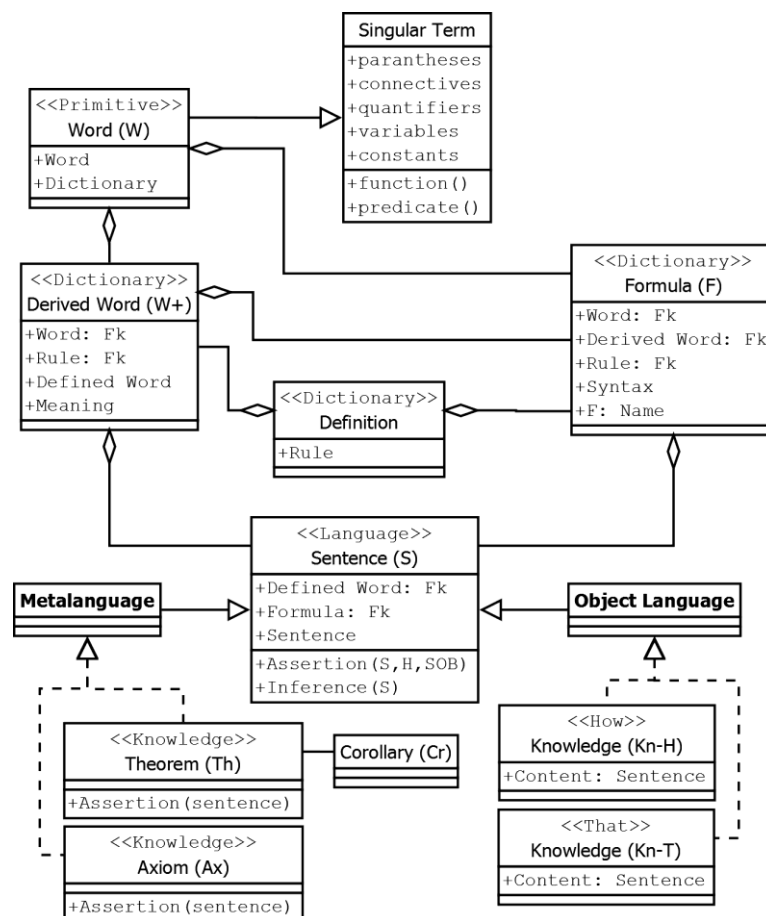 Singular Term
+parantheses
+connectives
+quantifiers
+variables
+constants
+function()
+predicate()
<<Primitive>>
Word (W)
+Word
+Dictionary
<<Dictionary>>
Derived Word (W+)
+Word: Fk
+Rule: Fk
+Defined Word
+Meaning
<<Dictionary>>
Formula (F)
+Word: Fk
+Derived Word: Fk
+Rule: Fk
+Syntax
+F: Name
<<Dictionary>>
Definition
+Rule
<<Language>>
Sentence (S)
+Defined Word: Fk
+Formula: Fk
+Sentence
+Assertion(S,H,SOB)
+Inference(S)
Metalanguage
Object Language
<<Knowledge>>
Theorem (Th)
+Assertion(sentence)
Corollary (Cr)
<<How>>
Knowledge (Kn-H)
+Content: Sentence
<<Knowledge>>
Axiom (Ax)
+Assertion(sentence)
<<That>>
Knowledge (Kn-T)
+Content: Sentence